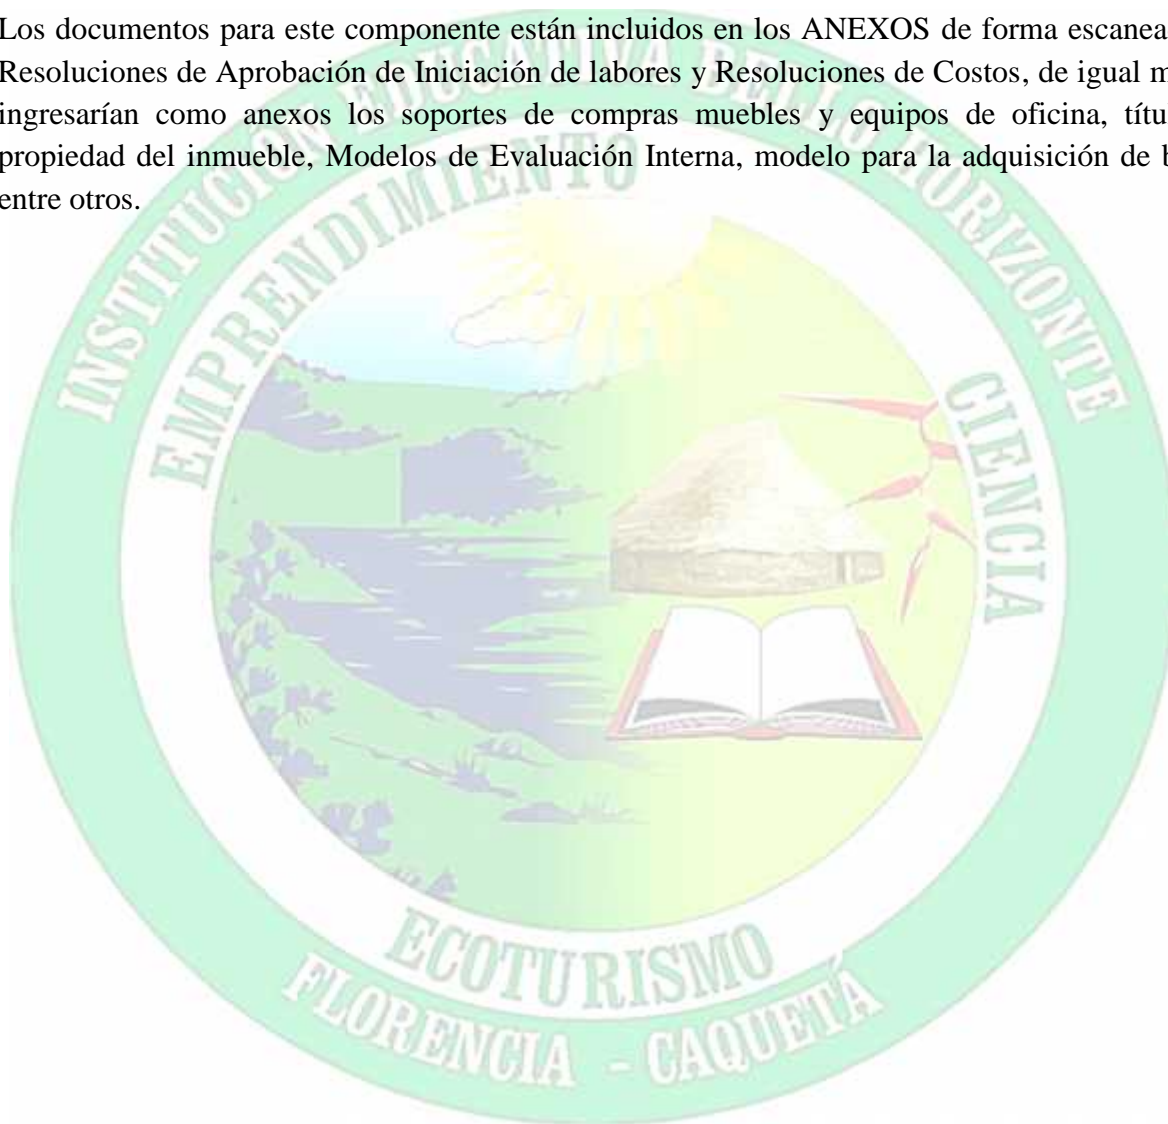 Los documentos para este componente están incluidos en los ANEXOS de forma escanea
Resoluciones de Aprobación de Iniciación de labores y Resoluciones de Costos, de igual m
ingresarían como anexos los soportes de compras muebles y equipos de oficina, títu
propiedad del inmueble, Modelos de Evaluación Interna, modelo para la adquisición de b
entre otros.
INSTITUCIÓN EDUCATIVA BELLO HORIZONTE
EMPRENDIMIENTO
CIENCIA
ECOTURISMO
FLORENCIA - CAQUETÁ